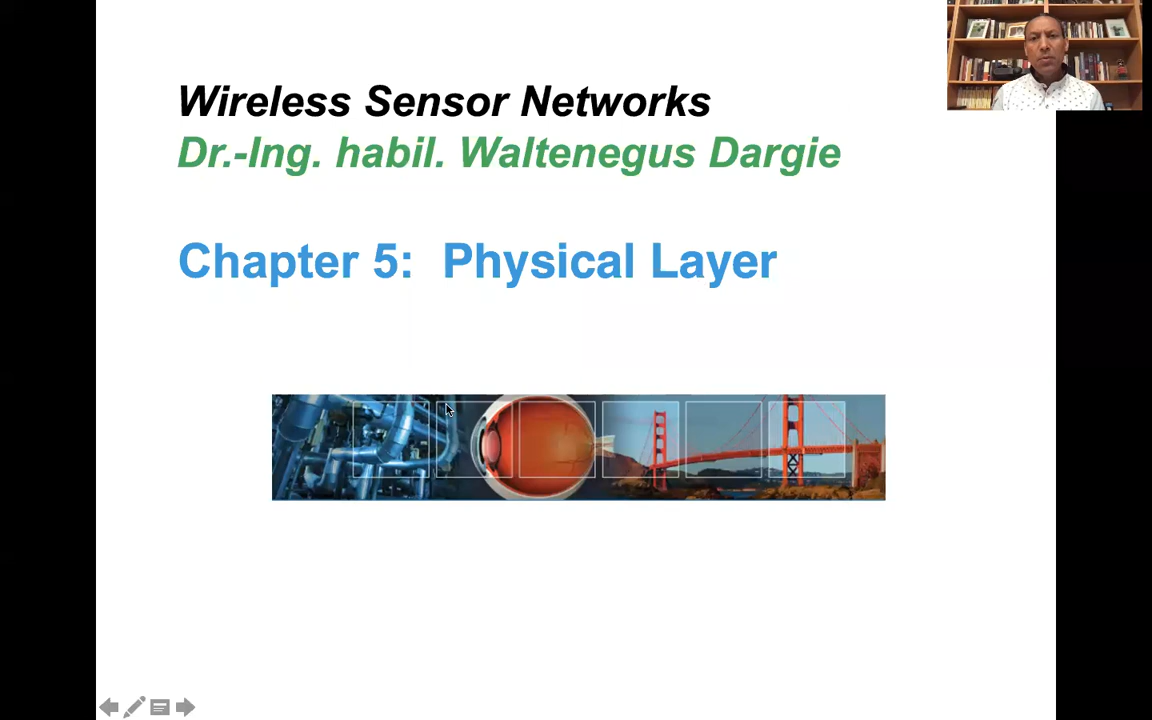 Wireless Sensor Networks
Dr.-Ing. habil. Waltenegus Dargie
Chapter 5: Physical Layer